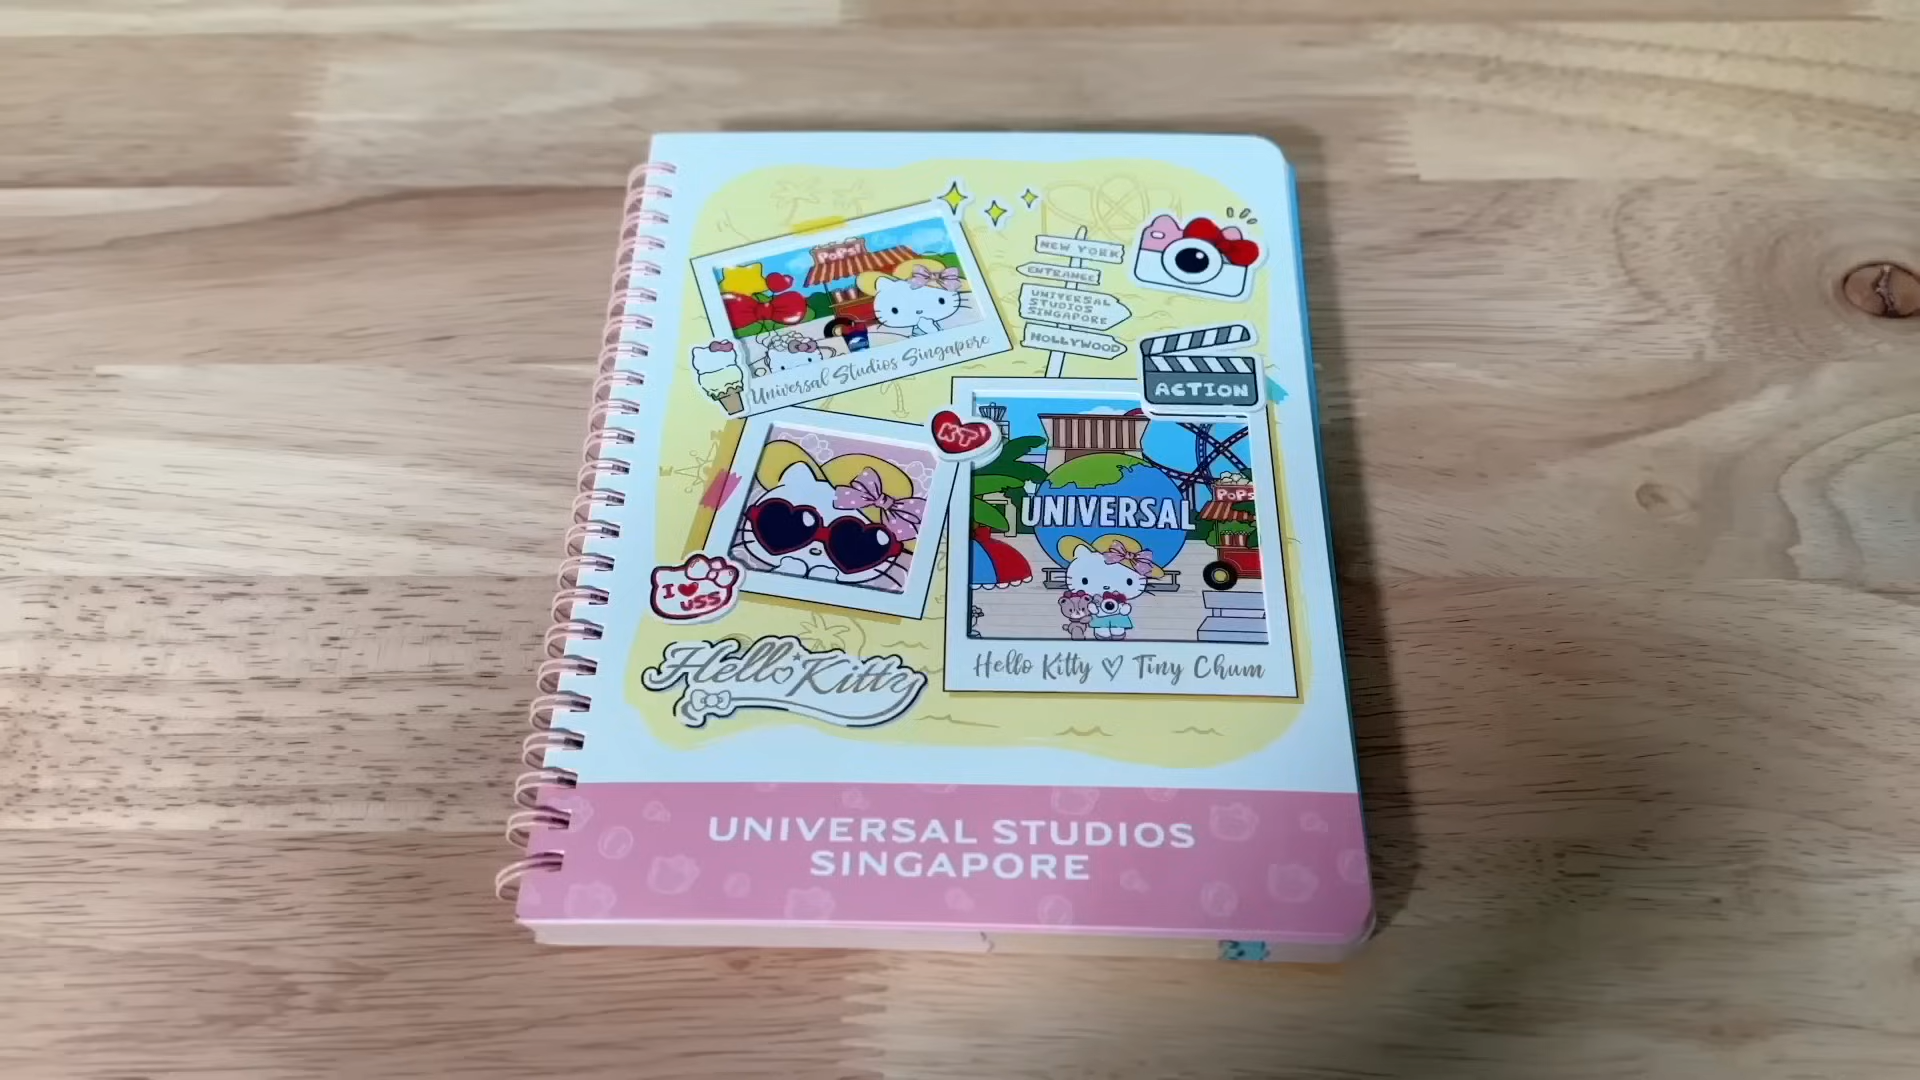 PoPs!
NEW YORK
ENTRANCE
UNIVERSAL
STUDIOS
SINGAPORE
HOLLYWOOD
Universal Studios Singapore
ACTION
KT
PoPs
UNIVERSAL
I ♥
USS
Hello Kitty
Hello Kitty ♡ Tiny Chum
UNIVERSAL STUDIOS
SINGAPORE